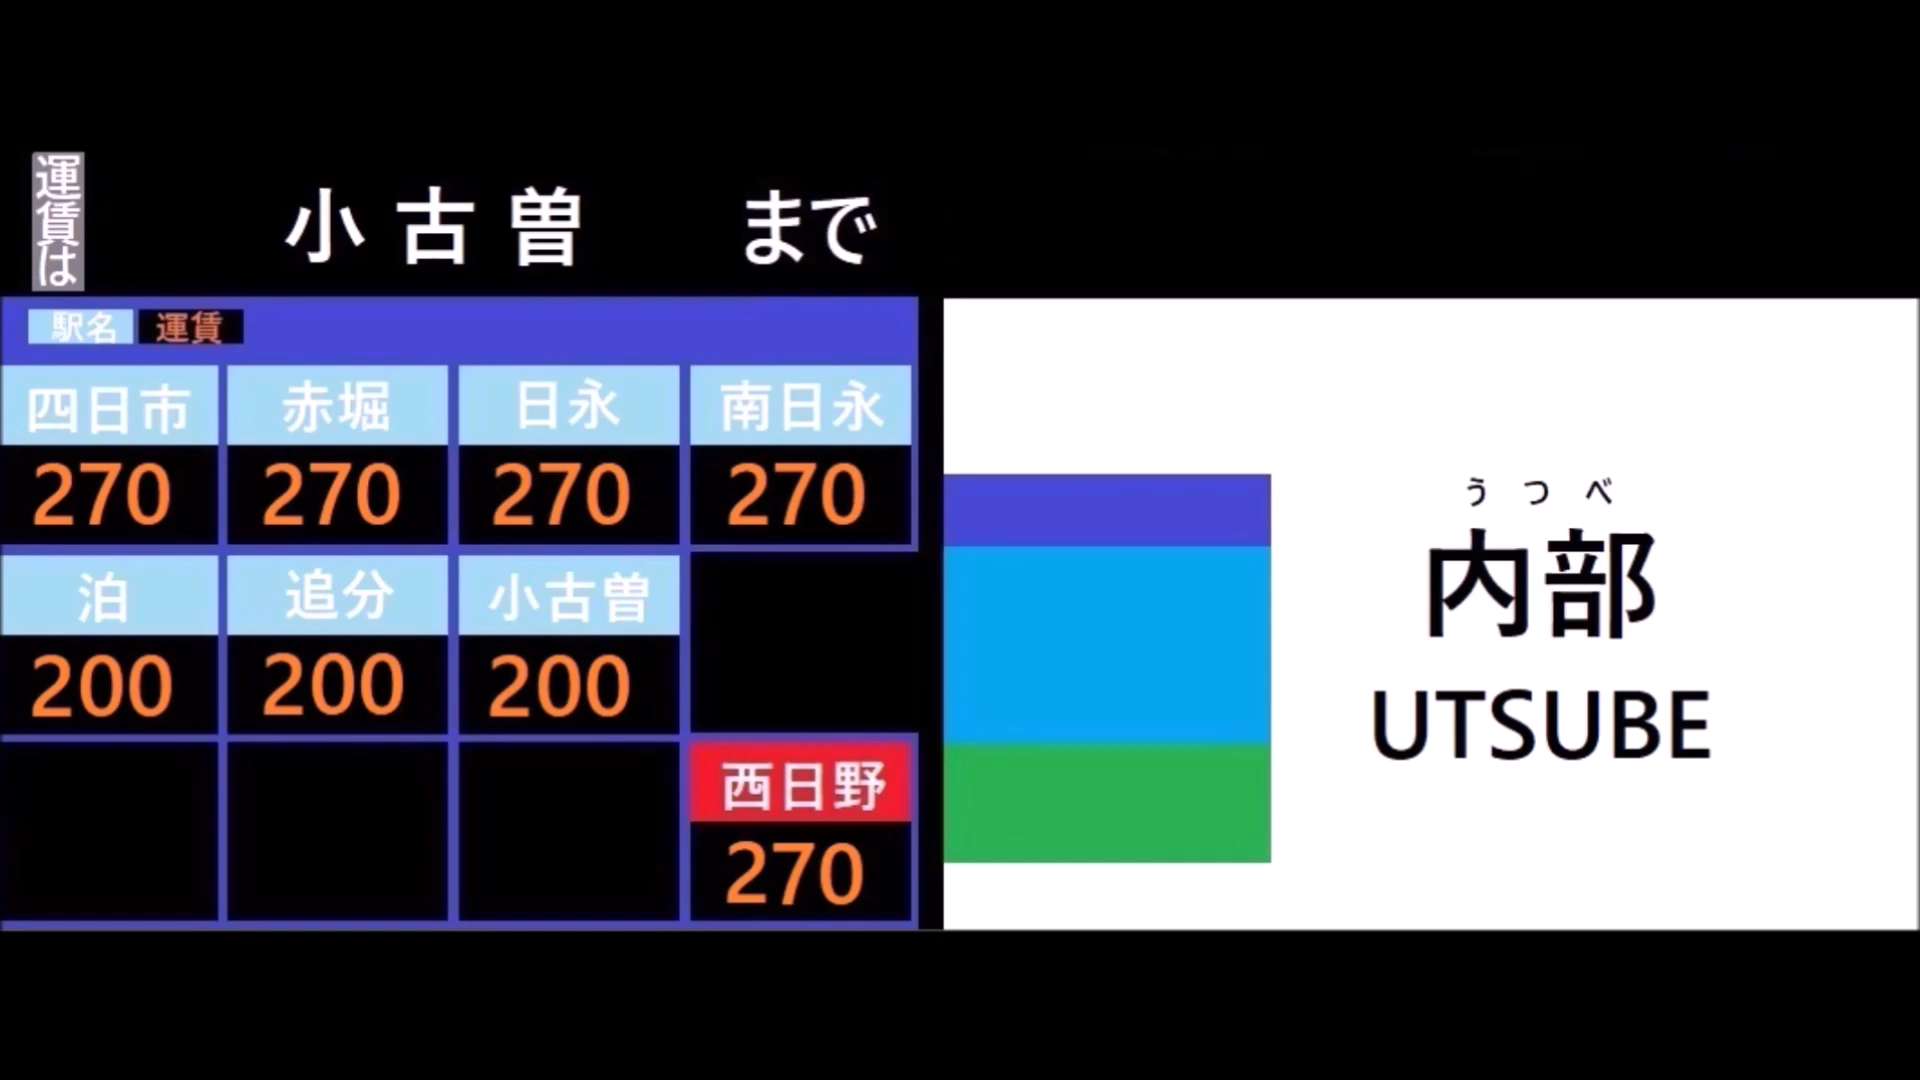 運賃は
小古曽 まで
駅名 運賃
四日市 赤堀 日永 南日永
270 270 270 270
泊 追分 小古曽
200 200 200
西日野
270
うつべ
内部
UTSUBE